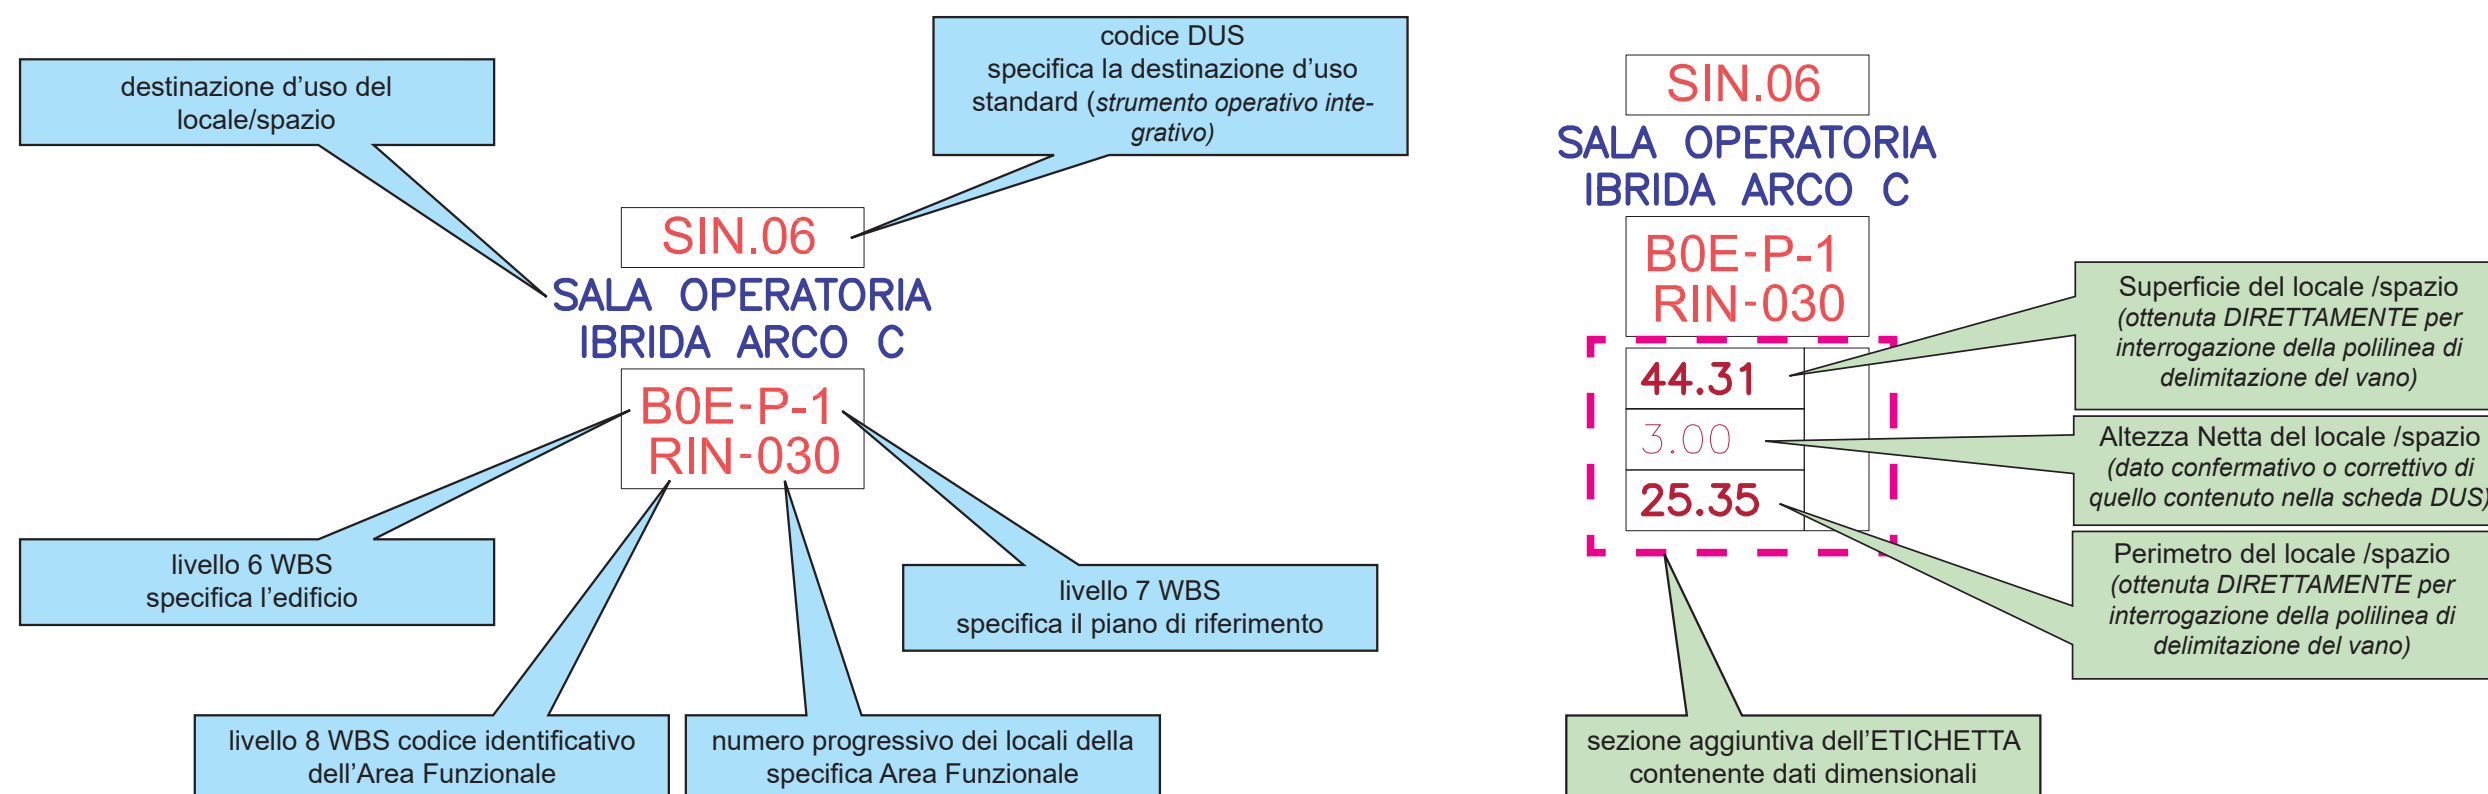 destinazione d’uso del
locale/spazio
codice DUS
specifica la destinazione d’uso
standard (strumento operativo inte-
grativo)
SIN.06
SALA OPERATORIA
IBRIDA ARCO C
B0E-P-1
RIN-030
livello 6 WBS
specifica l’edificio
livello 7 WBS
specifica il piano di riferimento
livello 8 WBS codice identificativo
dell’Area Funzionale
numero progressivo dei locali della
specifica Area Funzionale
SIN.06
SALA OPERATORIA
IBRIDA ARCO C
B0E-P-1
RIN-030
44.31
3.00
25.35
Superficie del locale /spazio
(ottenuta DIRETTAMENTE per
interrogazione della polilinea di
delimitazione del vano)
Altezza Netta del locale /spazio
(dato confermativo o correttivo di
quello contenuto nella scheda DUS)
Perimetro del locale /spazio
(ottenuta DIRETTAMENTE per
interrogazione della polilinea di
delimitazione del vano)
sezione aggiuntiva dell’ETICHETTA
contenente dati dimensionali